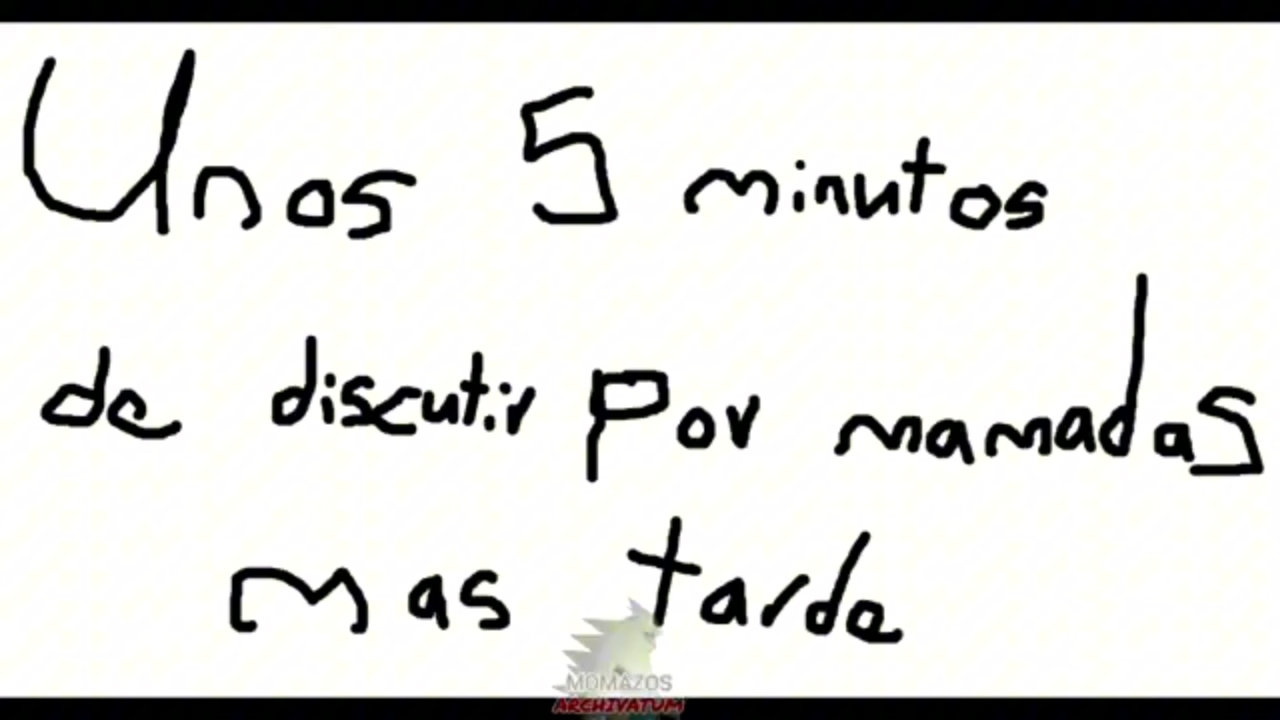 Unos 5 minutos
de discutir por mamadas
mas tarde
MOMAZOS
ARCHIVATUM